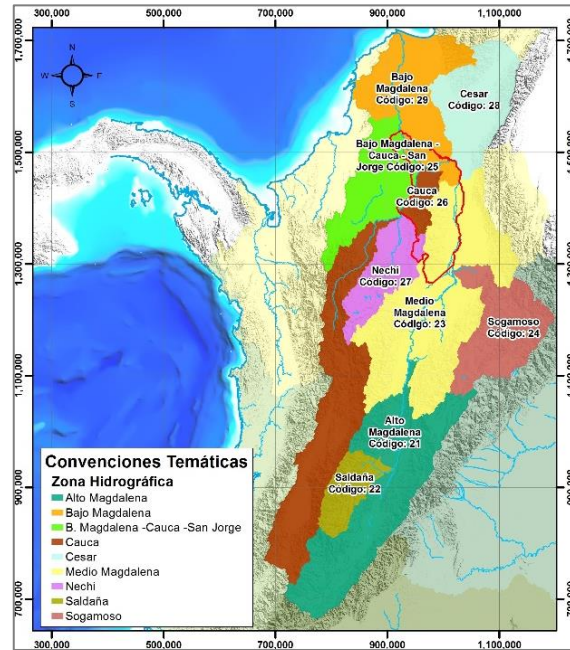 300,000 500,000 700,000 900,000 1,100,000
1,700,000
1,500,000
1,300,000
1,100,000
900,000
700,000
N
W E
S
Bajo
Magdalena
Código: 29
Cesar
Código: 28
Bajo Magdalena -
Cauca - San
Jorge Código: 25
Cauca
Código: 26
Nechi
Codigo: 27
Medio
Magdalena
Código: 23
Sogamoso
Código: 24
Alto
Magdalena
Código: 21
Saldaña
Codigo: 22
Convenciones Temáticas
Zona Hidrográfica
Alto Magdalena
Bajo Magdalena
B. Magdalena -Cauca -San Jorge
Cauca
Cesar
Medio Magdalena
Nechi
Saldaña
Sogamoso
300,000 500,000 700,000 900,000 1,100,000